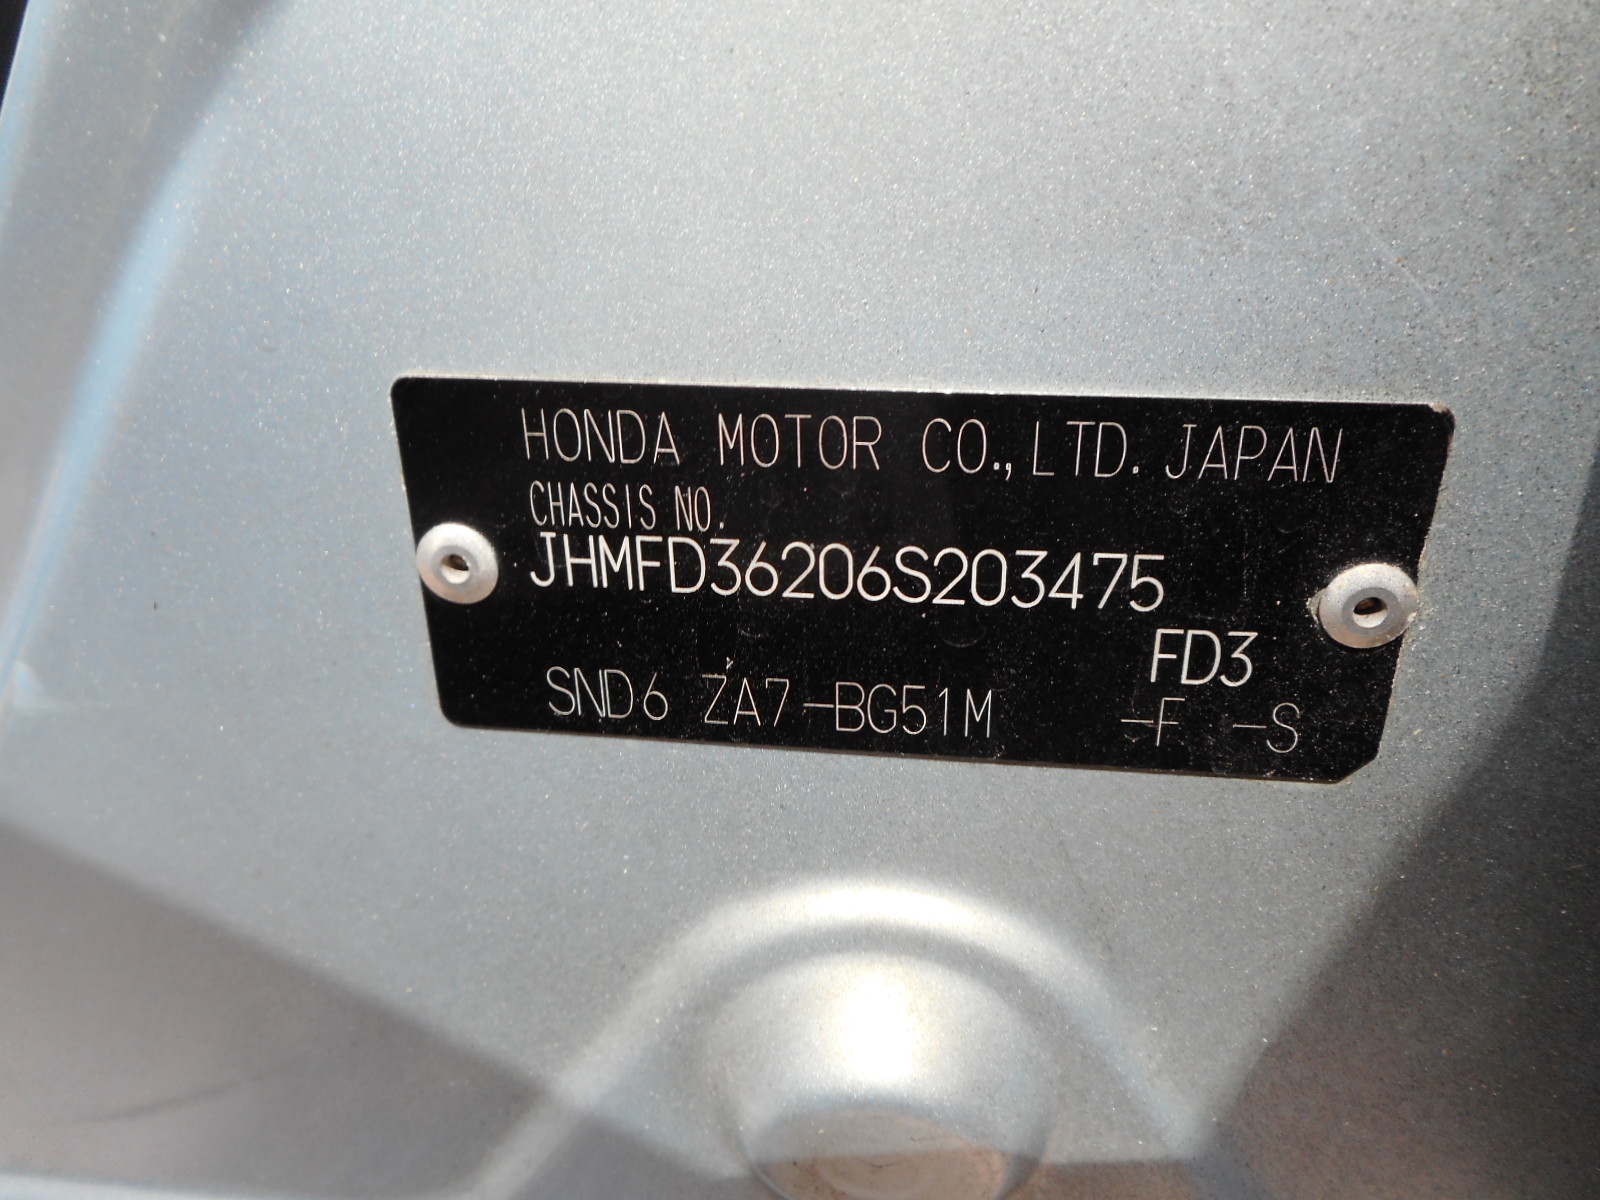 HONDA MOTOR CO.,LTD. JAPAN
CHASSIS NO.
JHMFD36206S203475
FD3
SND6 ZA7-BG51M -F -S